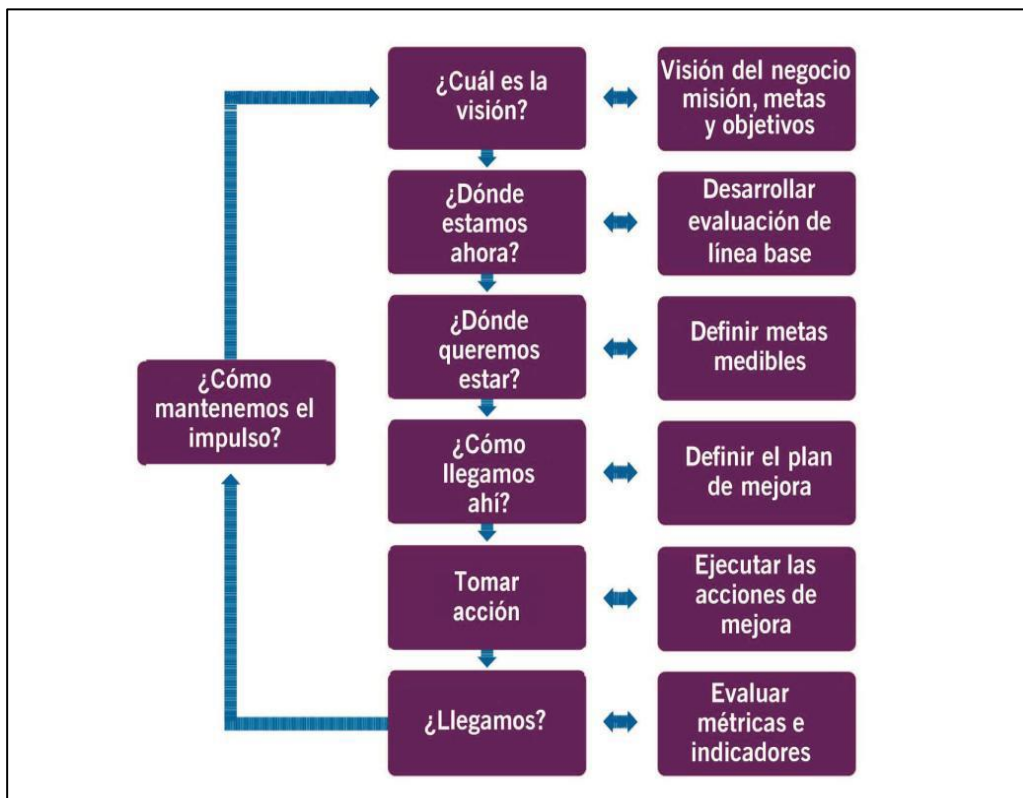 ¿Cuál es la
visión?
Visión del negocio
misión, metas
y objetivos
¿Dónde
estamos
ahora?
Desarrollar
evaluación de
línea base
¿Dónde
queremos
estar?
Definir metas
medibles
¿Cómo
mantenemos el
impulso?
¿Cómo
llegamos
ahí?
Definir el plan
de mejora
Tomar
acción
Ejecutar las
acciones de
mejora
¿Llegamos?
Evaluar
métricas e
indicadores